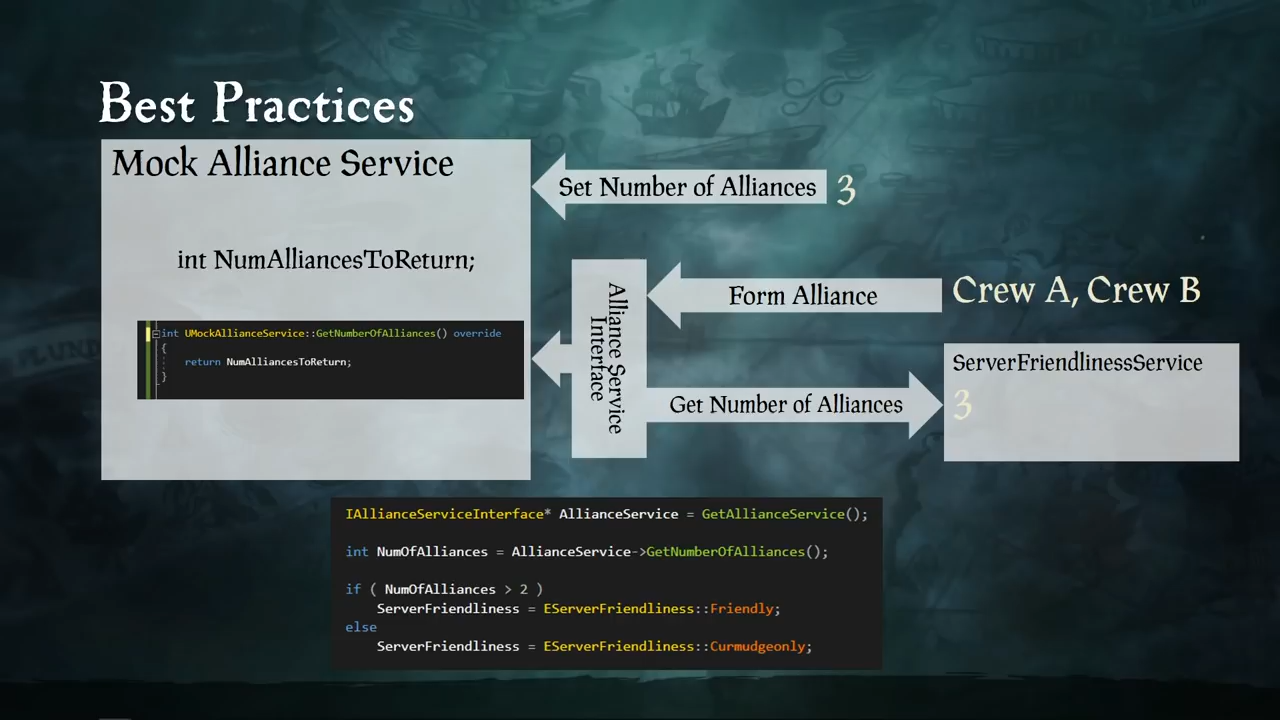 Best Practices
Mock Alliance Service
Set Number of Alliances 3
int NumAlliancesToReturn;
Alliance Service
Interface
Form Alliance
Crew A, Crew B
int UMockAllianceService::GetNumberOfAlliances() override
{
return NumAlliancesToReturn;
}
Get Number of Alliances
ServerFriendlinessService
3
IAllianceServiceInterface* AllianceService = GetAllianceService();
int NumOfAlliances = AllianceService->GetNumberOfAlliances();
if ( NumOfAlliances > 2 )
ServerFriendliness = EServerFriendliness::Friendly;
else
ServerFriendliness = EServerFriendliness::Curmudgeonly;